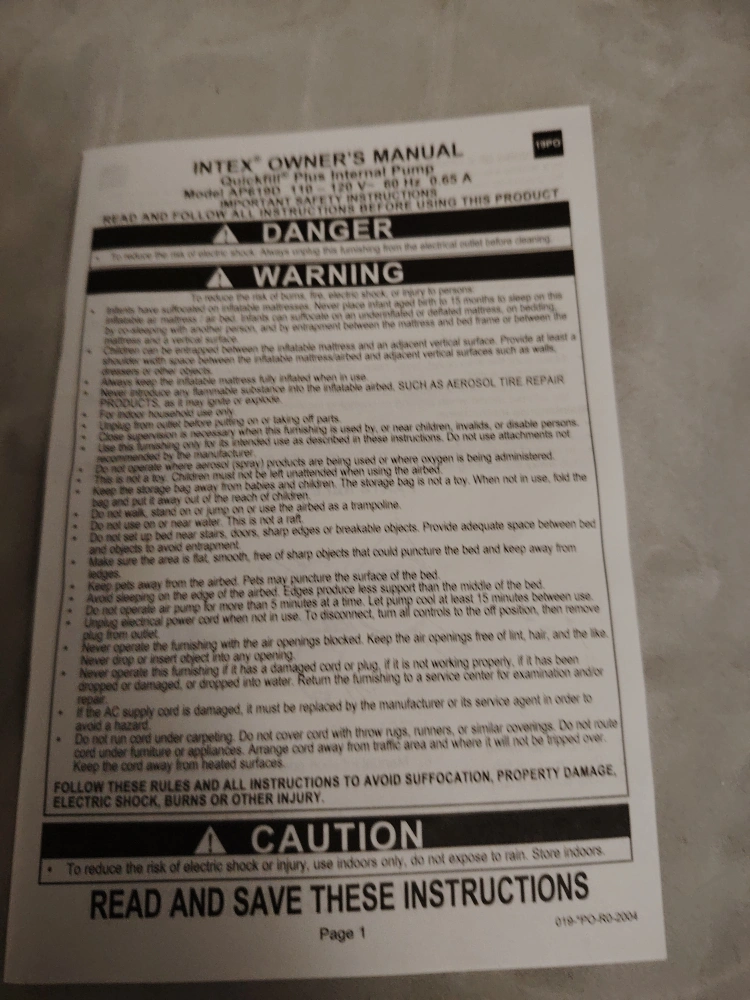 19PO
INTEX® OWNER'S MANUAL
Quickfill® Plus Internal Pump
Model AP619D 110 – 120 V~ 60 Hz 0.65 A
IMPORTANT SAFETY INSTRUCTIONS
READ AND FOLLOW ALL INSTRUCTIONS BEFORE USING THIS PRODUCT
DANGER
• To reduce the risk of electric shock. Always unplug this furnishing from the electrical outlet before cleaning.
WARNING
To reduce the risk of burns, fire, electric shock, or injury to persons:
• Infants have suffocated on inflatable mattresses. Never place infant aged birth to 15 months to sleep on this
inflatable air mattress / air bed. Infants can suffocate on an underinflated or deflated mattress, on bedding,
by co-sleeping with another person, and by entrapment between the mattress and bed frame or between the
mattress and a vertical surface.
• Children can be entrapped between the inflatable mattress and an adjacent vertical surface. Provide at least a
shoulder width space between the inflatable mattress/airbed and adjacent vertical surfaces such as walls,
dressers or other objects.
• Always keep the inflatable mattress fully inflated when in use.
• Never introduce any flammable substance into the inflatable airbed, SUCH AS AEROSOL TIRE REPAIR
PRODUCTS, as it may ignite or explode.
• For indoor household use only.
• Unplug from outlet before putting on or taking off parts.
• Close supervision is necessary when this furnishing is used by, or near children, invalids, or disable persons.
• Use this furnishing only for its intended use as described in these instructions. Do not use attachments not
recommended by the manufacturer.
• Do not operate where aerosol (spray) products are being used or where oxygen is being administered.
• This is not a toy. Children must not be left unattended when using the airbed.
• Keep the storage bag away from babies and children. The storage bag is not a toy. When not in use, fold the
bag and put it away out of the reach of children.
• Do not walk, stand on or jump on or use the airbed as a trampoline.
• Do not use on or near water. This is not a raft.
• Do not set up bed near stairs, doors, sharp edges or breakable objects. Provide adequate space between bed
and objects to avoid entrapment.
• Make sure the area is flat, smooth, free of sharp objects that could puncture the bed and keep away from
ledges.
• Keep pets away from the airbed. Pets may puncture the surface of the bed.
• Avoid sleeping on the edge of the airbed. Edges produce less support than the middle of the bed.
• Do not operate air pump for more than 5 minutes at a time. Let pump cool at least 15 minutes between use.
• Unplug electrical power cord when not in use. To disconnect, turn all controls to the off position, then remove
plug from outlet.
• Never operate the furnishing with the air openings blocked. Keep the air openings free of lint, hair, and the like.
Never drop or insert object into any opening.
• Never operate this furnishing if it has a damaged cord or plug, if it is not working properly, if it has been
dropped or damaged, or dropped into water. Return the furnishing to a service center for examination and/or
repair.
• If the AC supply cord is damaged, it must be replaced by the manufacturer or its service agent in order to
avoid a hazard.
• Do not run cord under carpeting. Do not cover cord with throw rugs, runners, or similar coverings. Do not route
cord under furniture or appliances. Arrange cord away from traffic area and where it will not be tripped over.
Keep the cord away from heated surfaces.
FOLLOW THESE RULES AND ALL INSTRUCTIONS TO AVOID SUFFOCATION, PROPERTY DAMAGE,
ELECTRIC SHOCK, BURNS OR OTHER INJURY.
CAUTION
• To reduce the risk of electric shock or injury, use indoors only, do not expose to rain. Store indoors.
READ AND SAVE THESE INSTRUCTIONS
019-*PO-R0-2004
Page 1